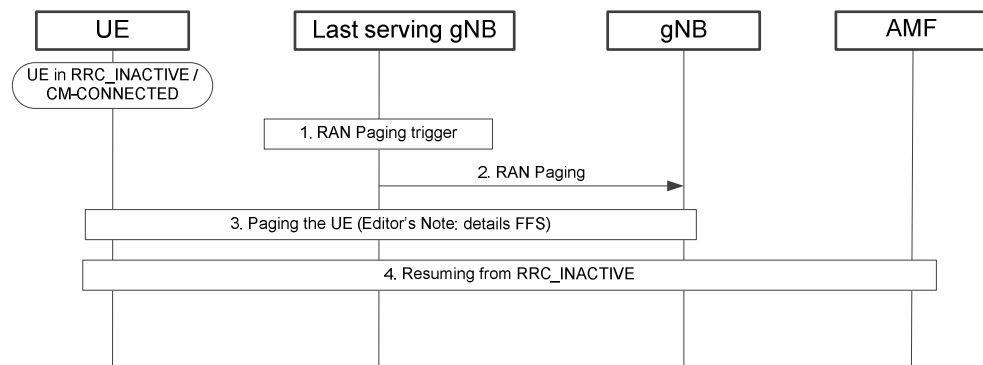 UE
Last serving gNB
gNB
AMF
UE in RRC_INACTIVE /
CM-CONNECTED
1. RAN Paging trigger
2. RAN Paging
3. Paging the UE (Editor's Note: details FFS)
4. Resuming from RRC_INACTIVE